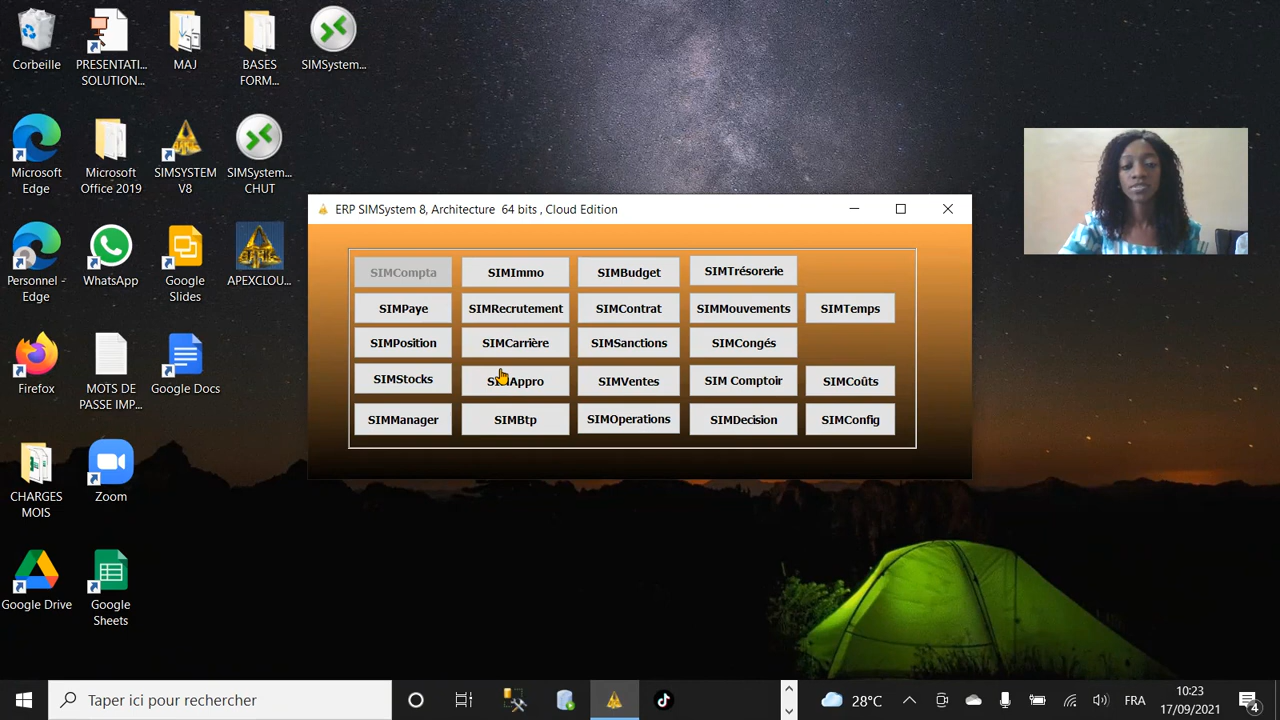 Corbeille
PRESENTATI...
SOLUTION...
MAJ
BASES
FORM...
SIMSystem...
Microsoft
Edge
Microsoft
Office 2019
SIMSYSTEM
V8
SIMSystem...
CHUT
Personnel -
Edge
WhatsApp
Google
Slides
APEXCLOU...
Firefox
MOTS DE
PASSE IMP...
Google Docs
CHARGES
MOIS
Zoom
Google Drive
Google
Sheets
ERP SIMSystem 8, Architecture 64 bits , Cloud Edition
SIMCompta
SIMImmo
SIMBudget
SIMTrésorerie
SIMPaye
SIMRecrutement
SIMContrat
SIMMouvements
SIMTemps
SIMPosition
SIMCarrière
SIMSanctions
SIMCongés
SIMStocks
SIMAppro
SIMVentes
SIM Comptoir
SIMCoûts
SIMManager
SIMBtp
SIMOperations
SIMDecision
SIMConfig
Taper ici pour rechercher
28°C
FRA
10:23
17/09/2021
4